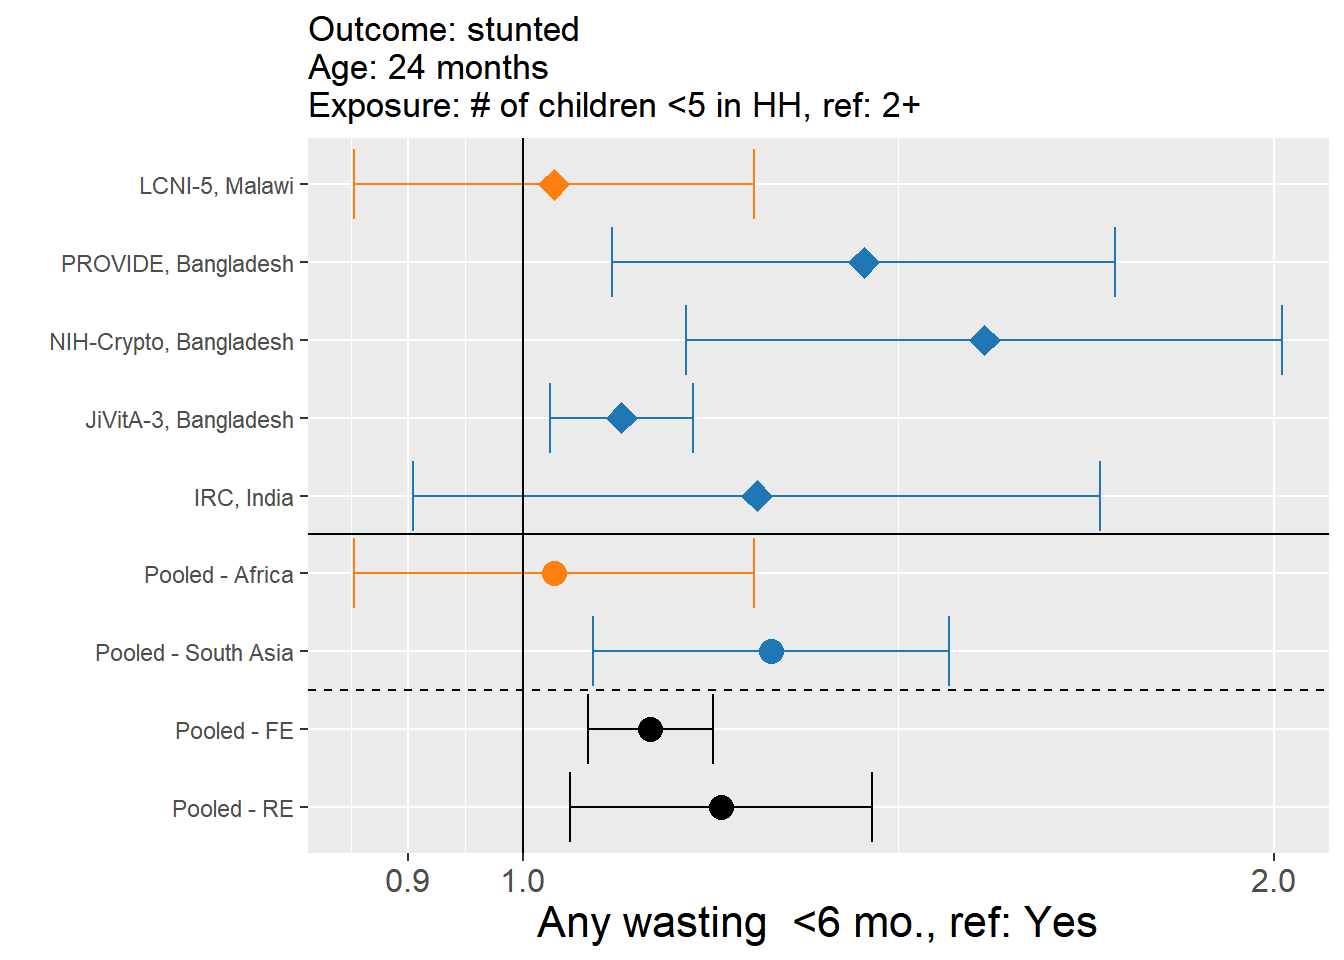 Outcome: stunted
Age: 24 months
Exposure: # of children <5 in HH, ref: 2+
LCNI-5, Malawi
PROVIDE, Bangladesh
NIH-Crypto, Bangladesh
JiVitA-3, Bangladesh
IRC, India
Pooled - Africa
Pooled - South Asia
Pooled - FE
Pooled - RE
0.9 1.0 2.0
Any wasting  <6 mo., ref: Yes